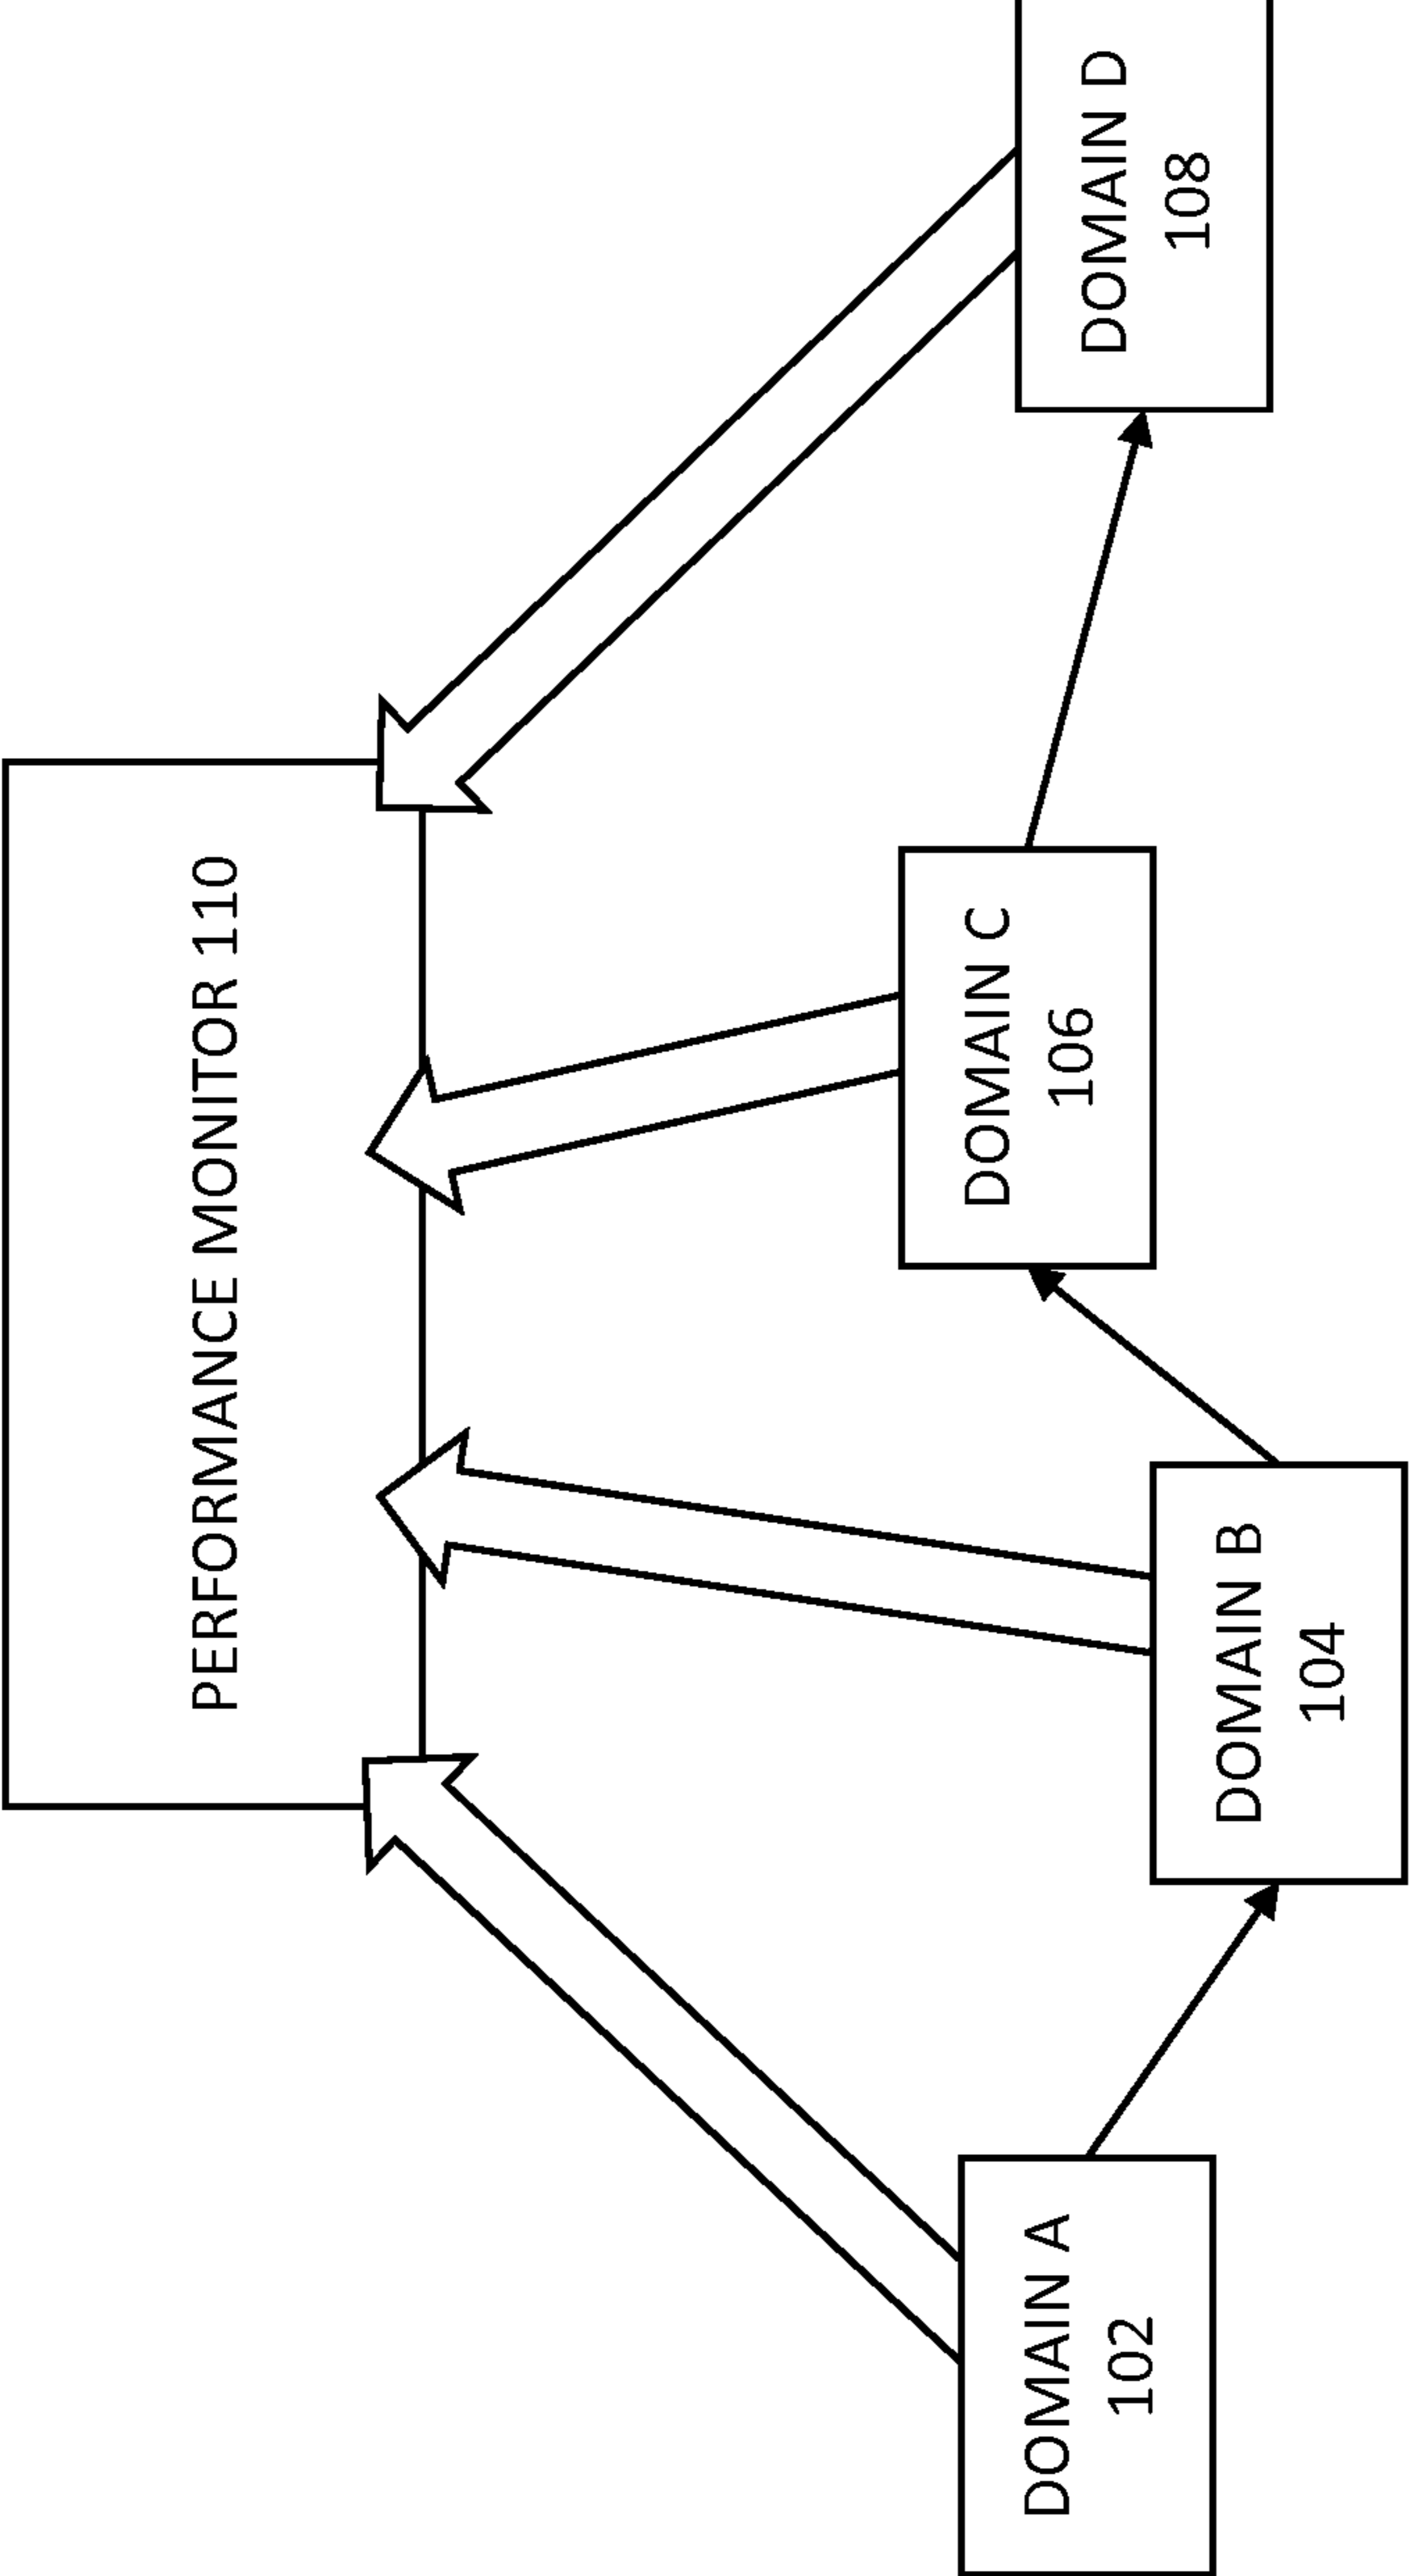 PERFORMANCE MONITOR 110
DOMAIN A
102
DOMAIN B
104
DOMAIN C
106
DOMAIN D
108